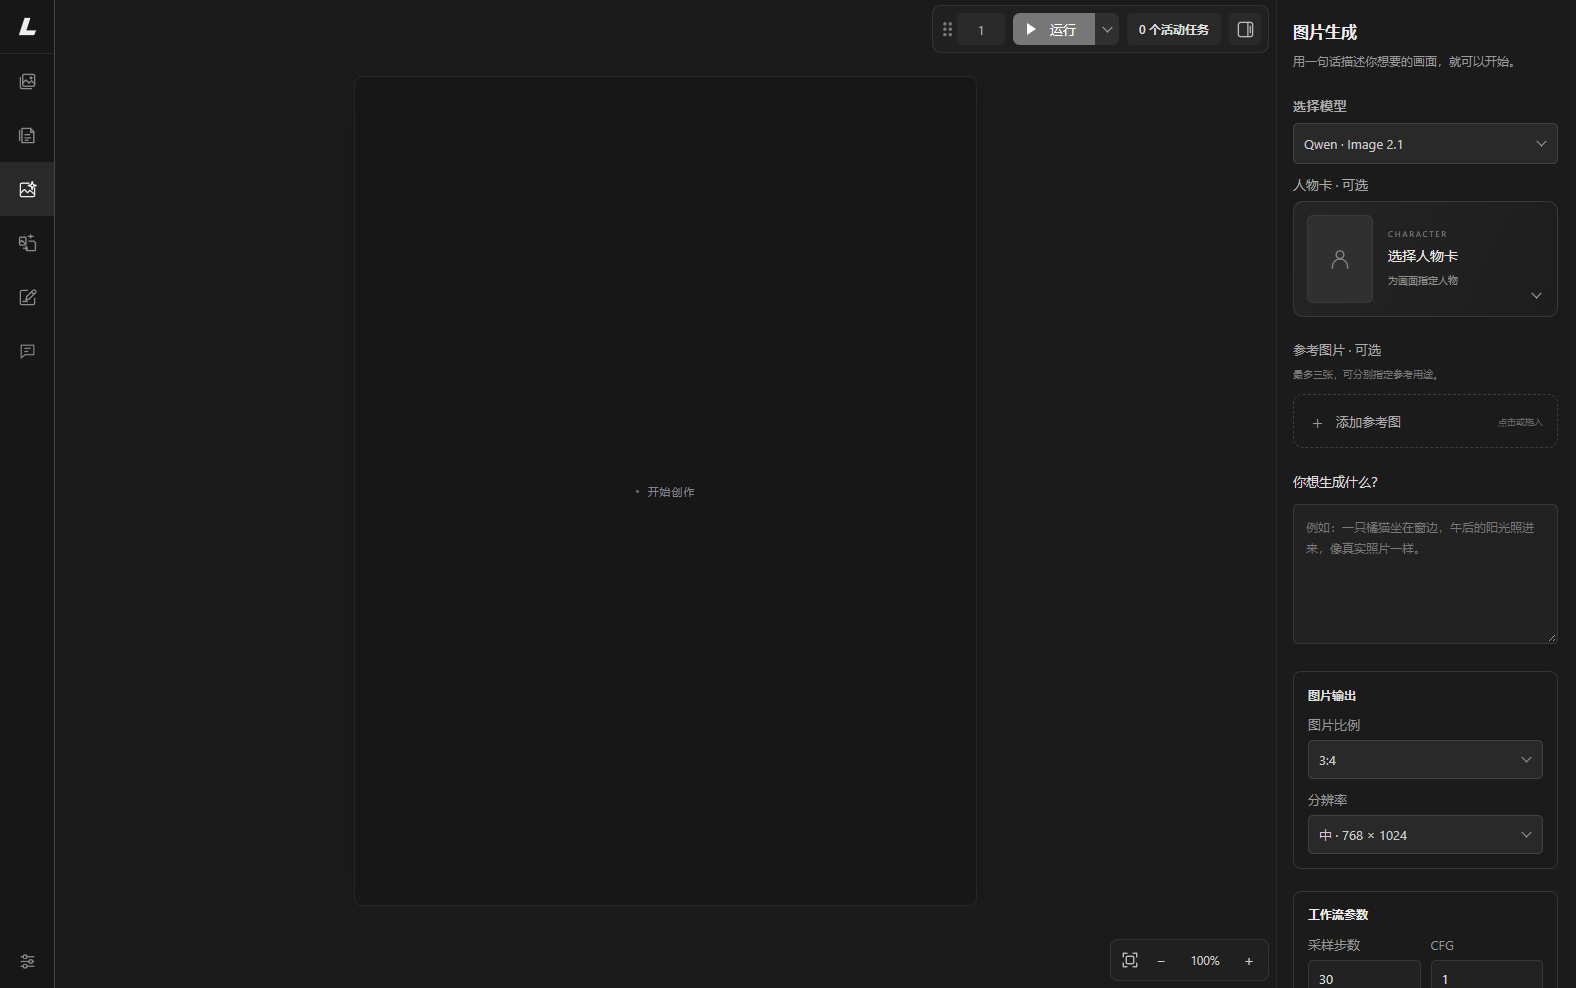 1
运行
0 个活动任务
开始创作
100%
图片生成
用一句话描述你想要的画面，就可以开始。
选择模型
Qwen · Image 2.1
人物卡 · 可选
CHARACTER
选择人物卡
为画面指定人物
参考图片 · 可选
最多三张，可分别指定参考用途。
+ 添加参考图
点击或拖入
你想生成什么?
例如：一只橘猫坐在窗边，午后的阳光照进
来，像真实照片一样。
图片输出
图片比例
3:4
分辨率
中 · 768 × 1024
工作流参数
采样步数
CFG
30
1